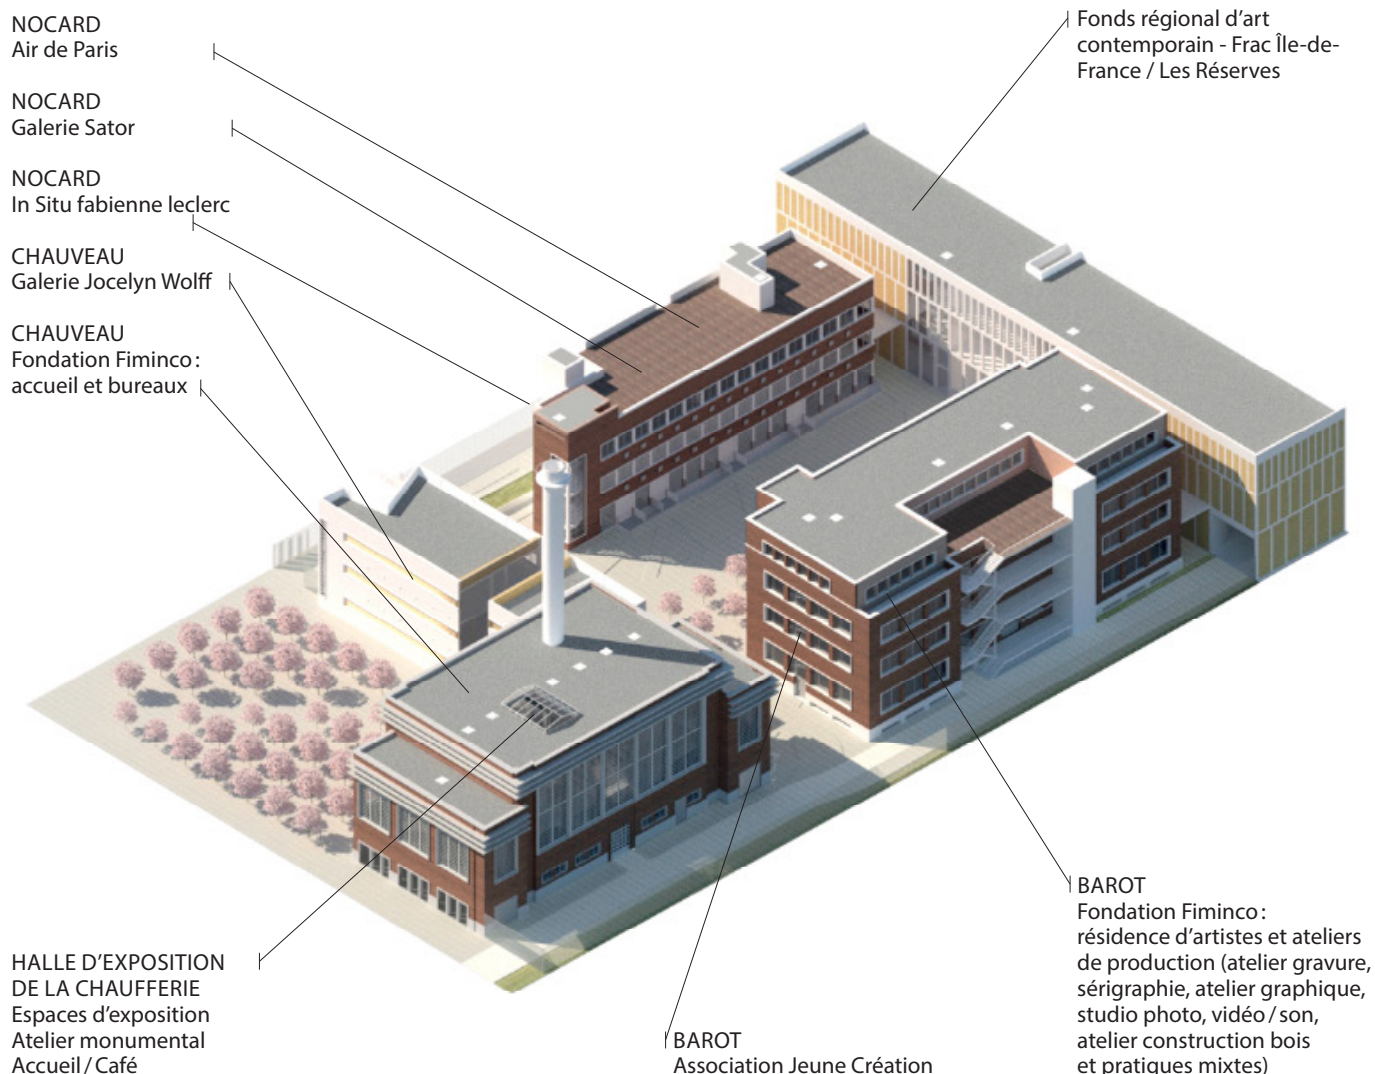 NOCARD
Air de Paris
NOCARD
Galerie Sator
NOCARD
In Situ fabienne leclerc
CHAUVEAU
Galerie Jocelyn Wolff
CHAUVEAU
Fondation Fiminco :
accueil et bureaux
Fonds régional d’art
contemporain - Frac Île-de-
France / Les Réserves
HALLE D’EXPOSITION
DE LA CHAUFFERIE
Espaces d’exposition
Atelier monumental
Accueil / Café
BAROT
Association Jeune Création
BAROT
Fondation Fiminco :
résidence d’artistes et ateliers
de production (atelier gravure,
sérigraphie, atelier graphique,
studio photo, vidéo / son,
atelier construction bois
et pratiques mixtes)